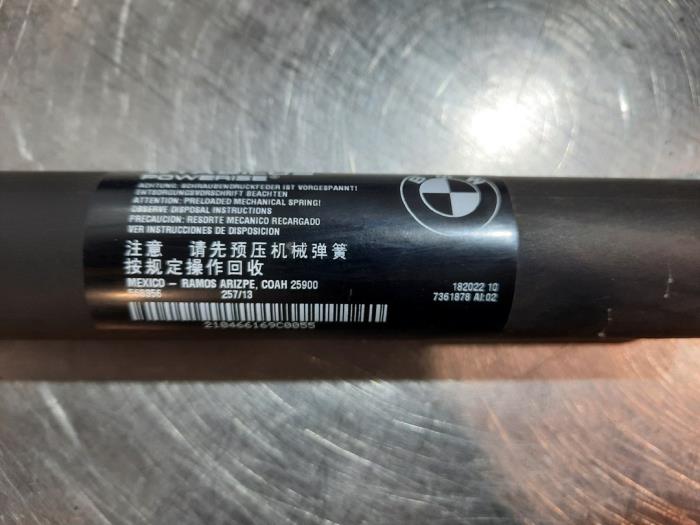 POWERISE
ACHTUNG: SCHRAUBENDRUCKFEDER IST VORGESPANNT!
ENTSORGUNGSVORSCHRIFT BEACHTEN
ATTENTION: PRELOADED MECHANICAL SPRING!
OBSERVE DISPOSAL INSTRUCTIONS
PRECAUCION: RESORTE MECANICO RECARGADO
VER INSTRUCCIONES DE DISPOSICION
注意 请先预压机械弹簧
按规定操作回收
MEXICO – RAMOS ARIZPE, COAH 25900
257/13
182022 10
7361878 AI:02
210466169C0055
BMW